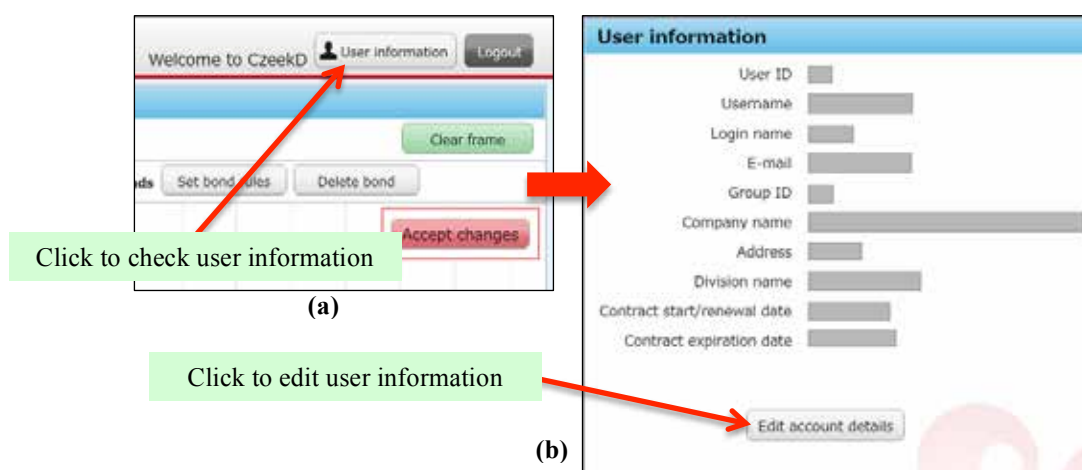 Welcome to CzeekD User information Logout
Clear frame
nds Set bond rules Delete bond
Accept changes
Click to check user information
(a)
User information
User ID
Username
Login name
E-mail
Group ID
Company name
Address
Division name
Contract start/renewal date
Contract expiration date
Click to edit user information
Edit account details
(b)